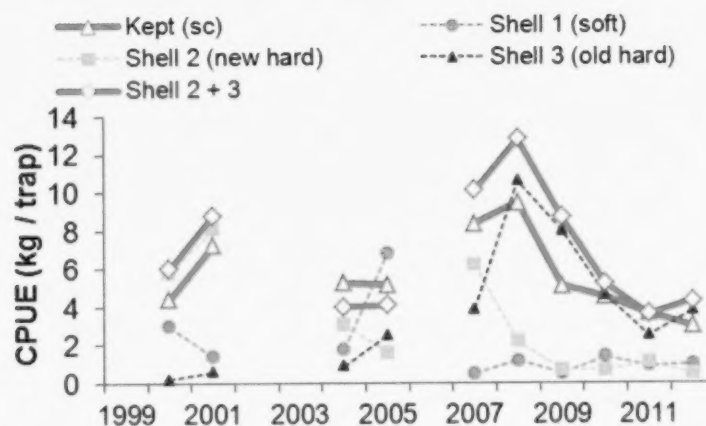 Kept (sc)
Shell 1 (soft)
Shell 2 (new hard)
Shell 3 (old hard)
Shell 2 + 3
CPUE (kg / trap)
14
12
10
8
6
4
2
0
1999 2001 2003 2005 2007 2009 2011